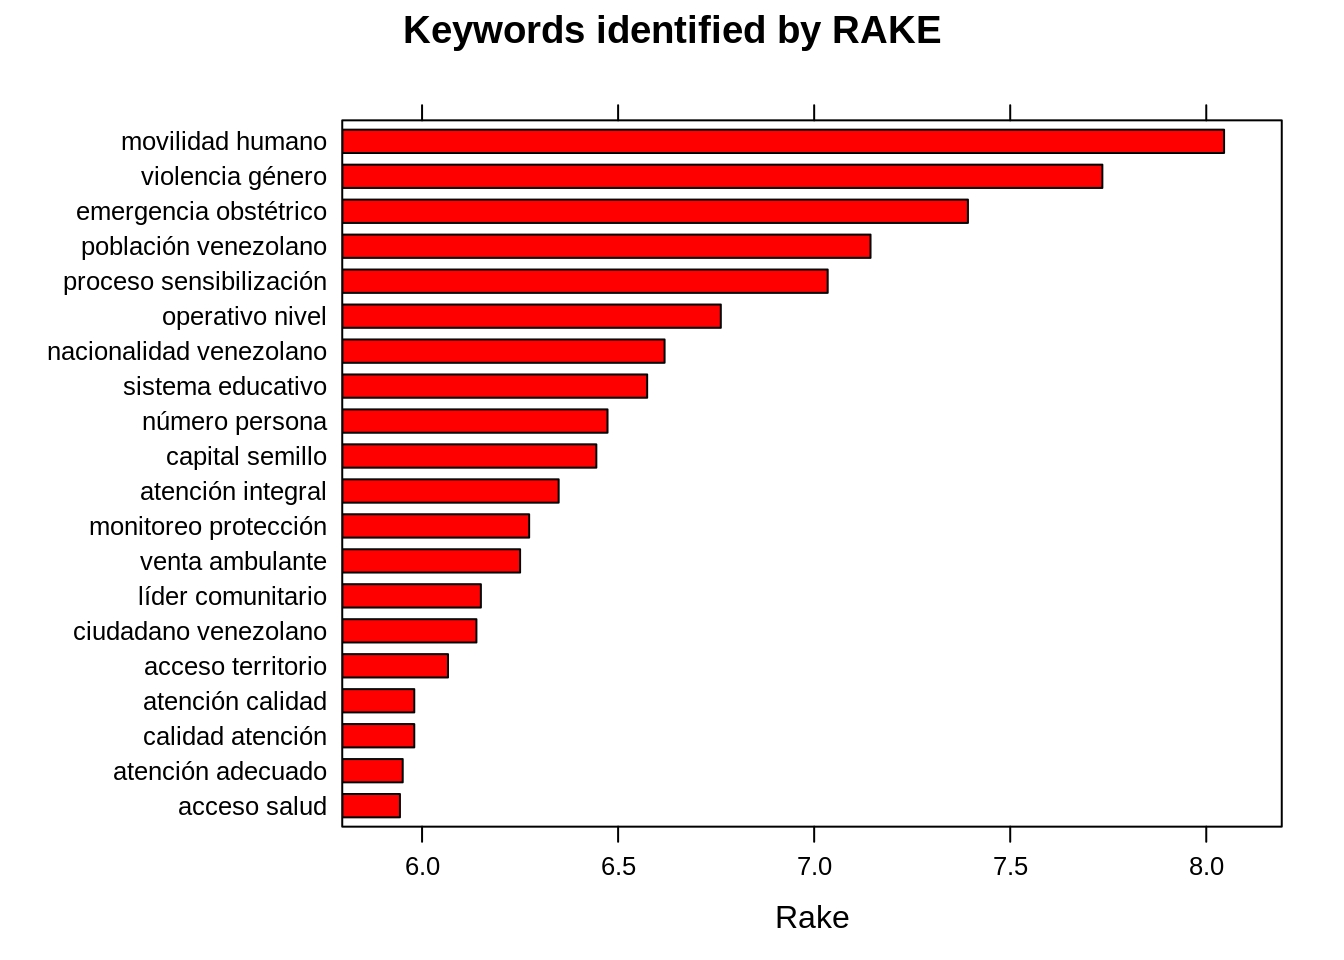 Keywords identified by RAKE
movilidad humano
violencia género
emergencia obstétrico
población venezolano
proceso sensibilización
operativo nivel
nacionalidad venezolano
sistema educativo
número persona
capital semillo
atención integral
monitoreo protección
venta ambulante
líder comunitario
ciudadano venezolano
acceso territorio
atención calidad
calidad atención
atención adecuado
acceso salud
6.0 6.5 7.0 7.5 8.0
Rake